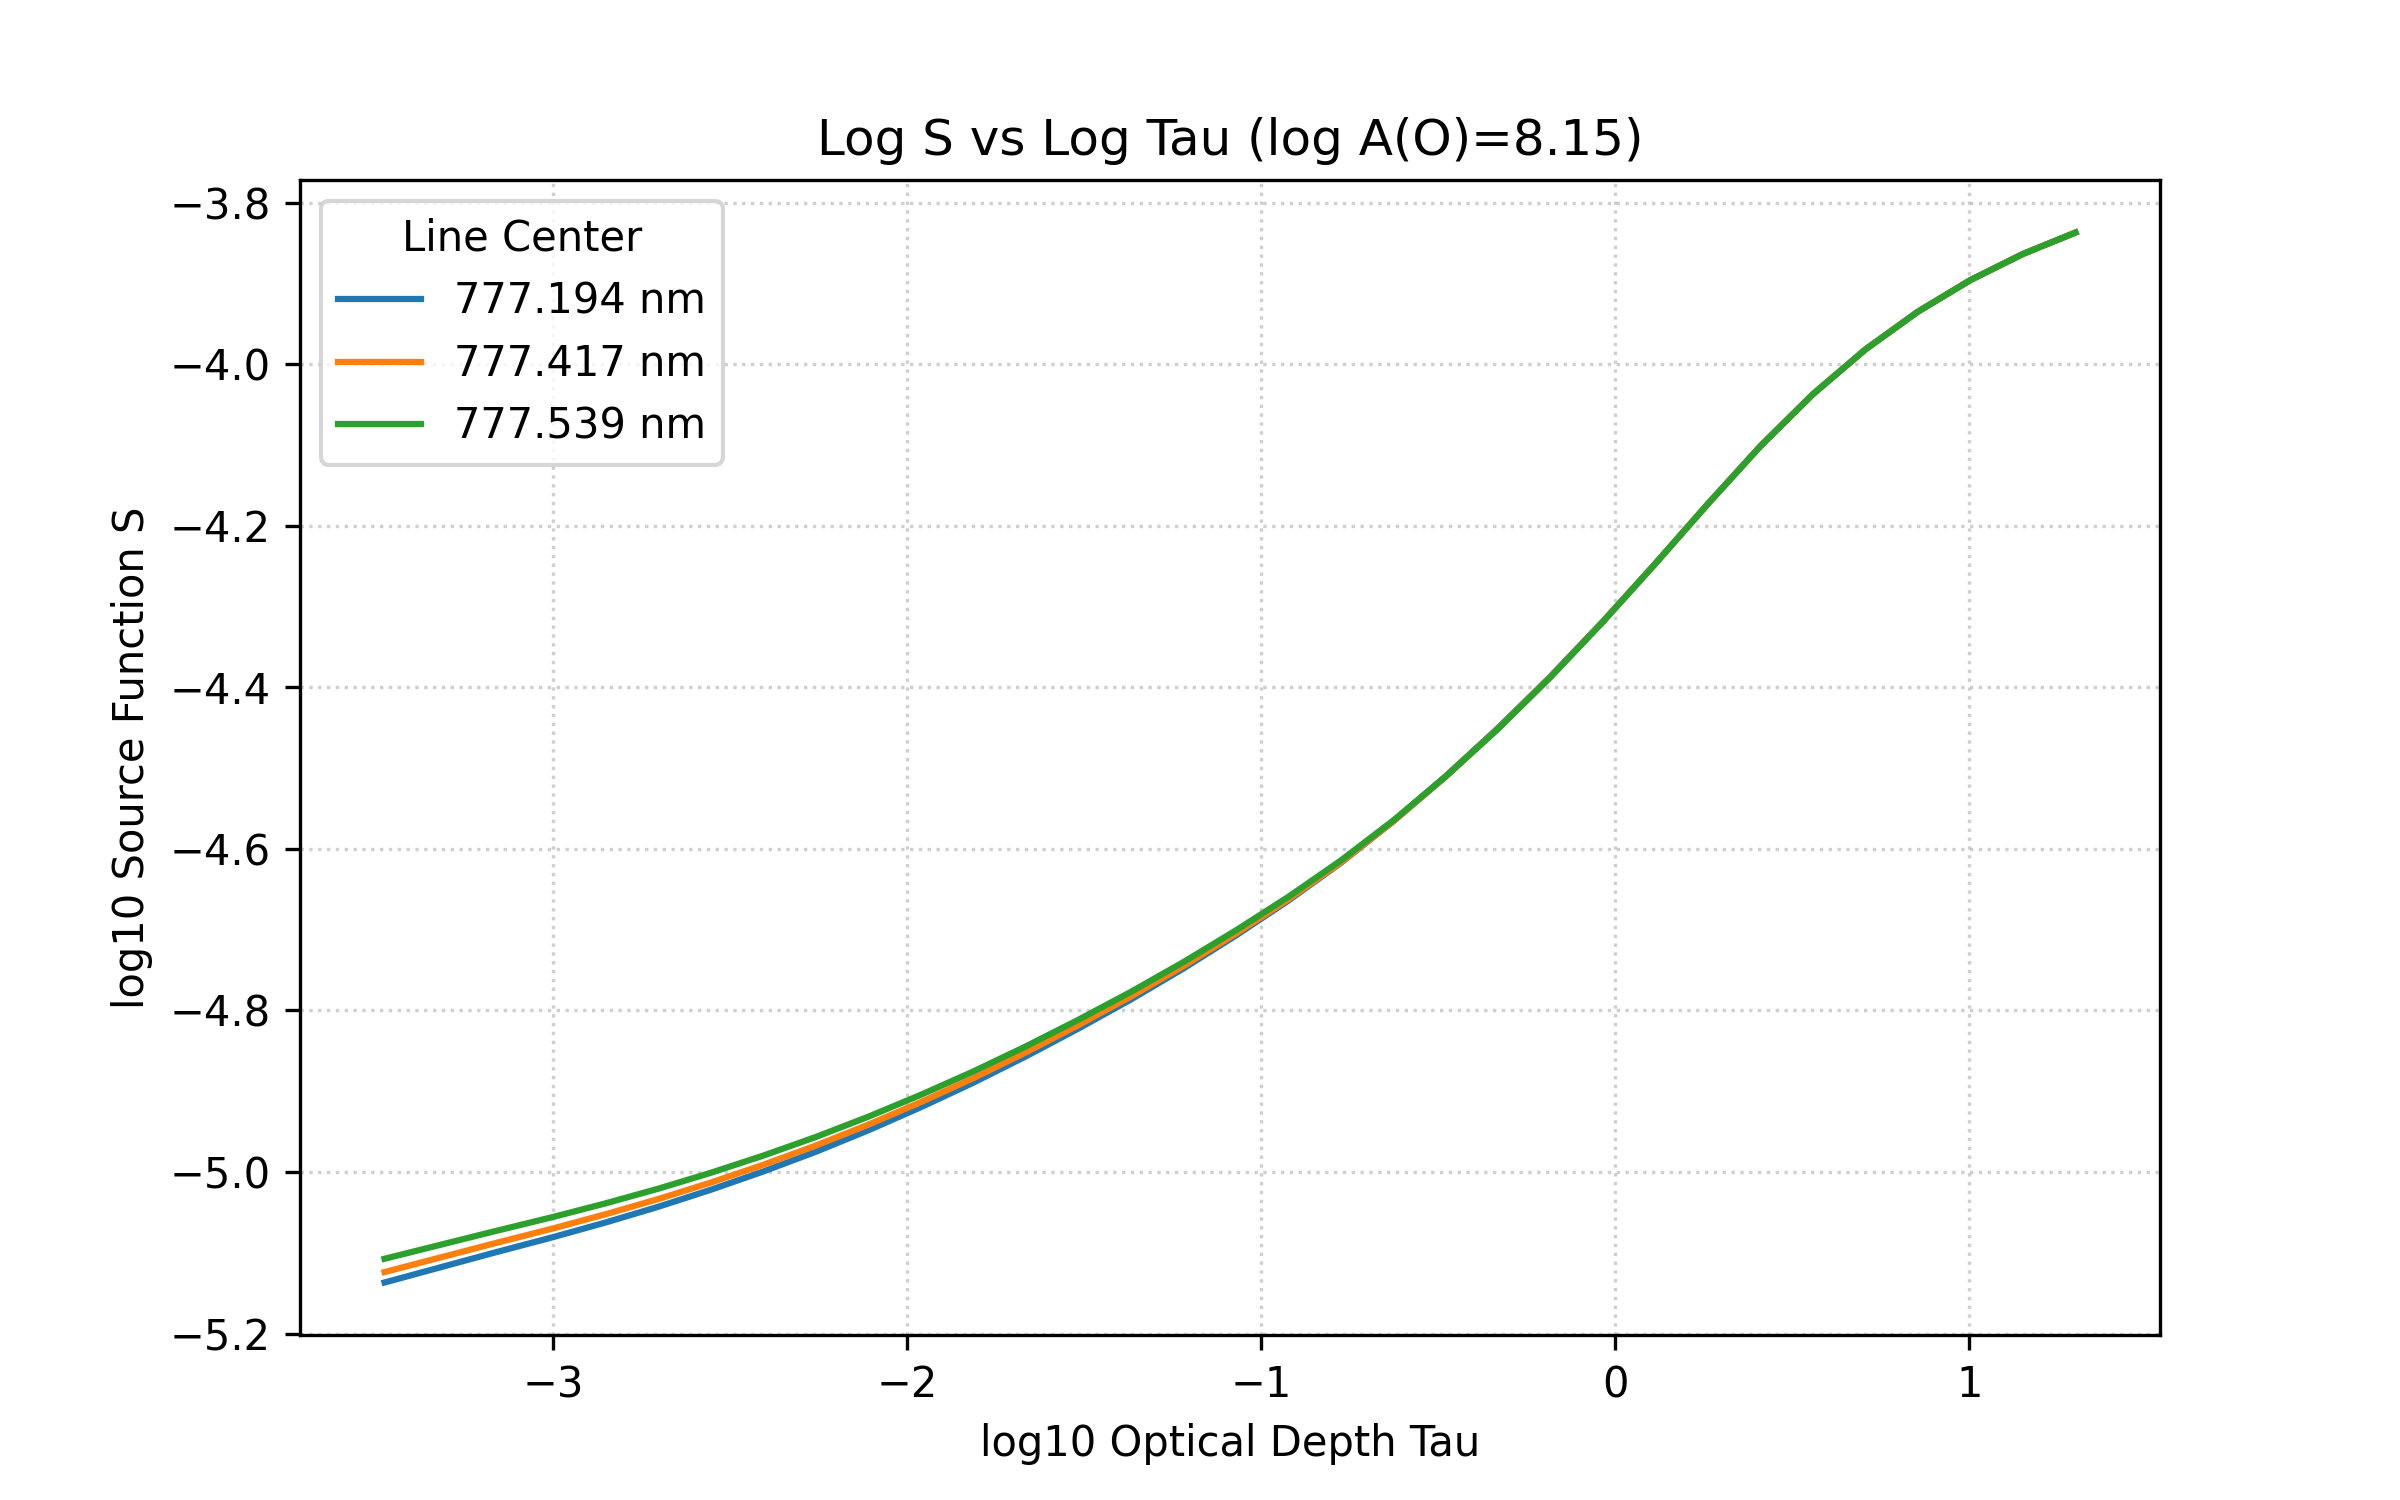 Log S vs Log Tau (log A(O)=8.15)
Line Center
777.194 nm
777.417 nm
777.539 nm
log10 Source Function S
−3.8
−4.0
−4.2
−4.4
−4.6
−4.8
−5.0
−5.2
−3
−2
−1
0
1
log10 Optical Depth Tau